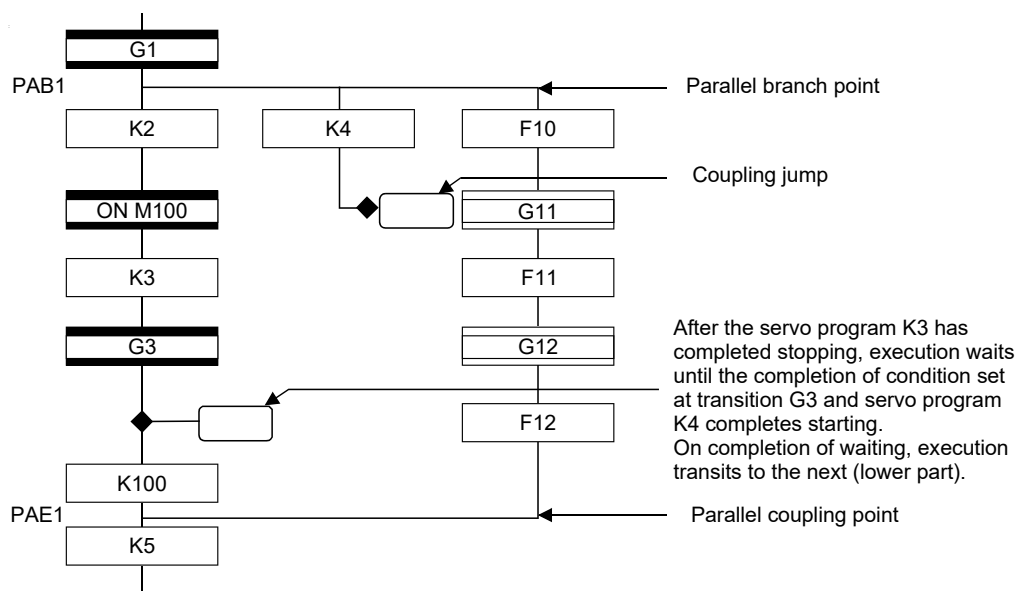 G1
PAB1
Parallel branch point
K2
K4
F10
Coupling jump
ON M100
G11
K3
F11
G3
G12
After the servo program K3 has
completed stopping, execution waits
until the completion of condition set
at transition G3 and servo program
K4 completes starting.
On completion of waiting, execution
transits to the next (lower part).
F12
K100
PAE1
Parallel coupling point
K5